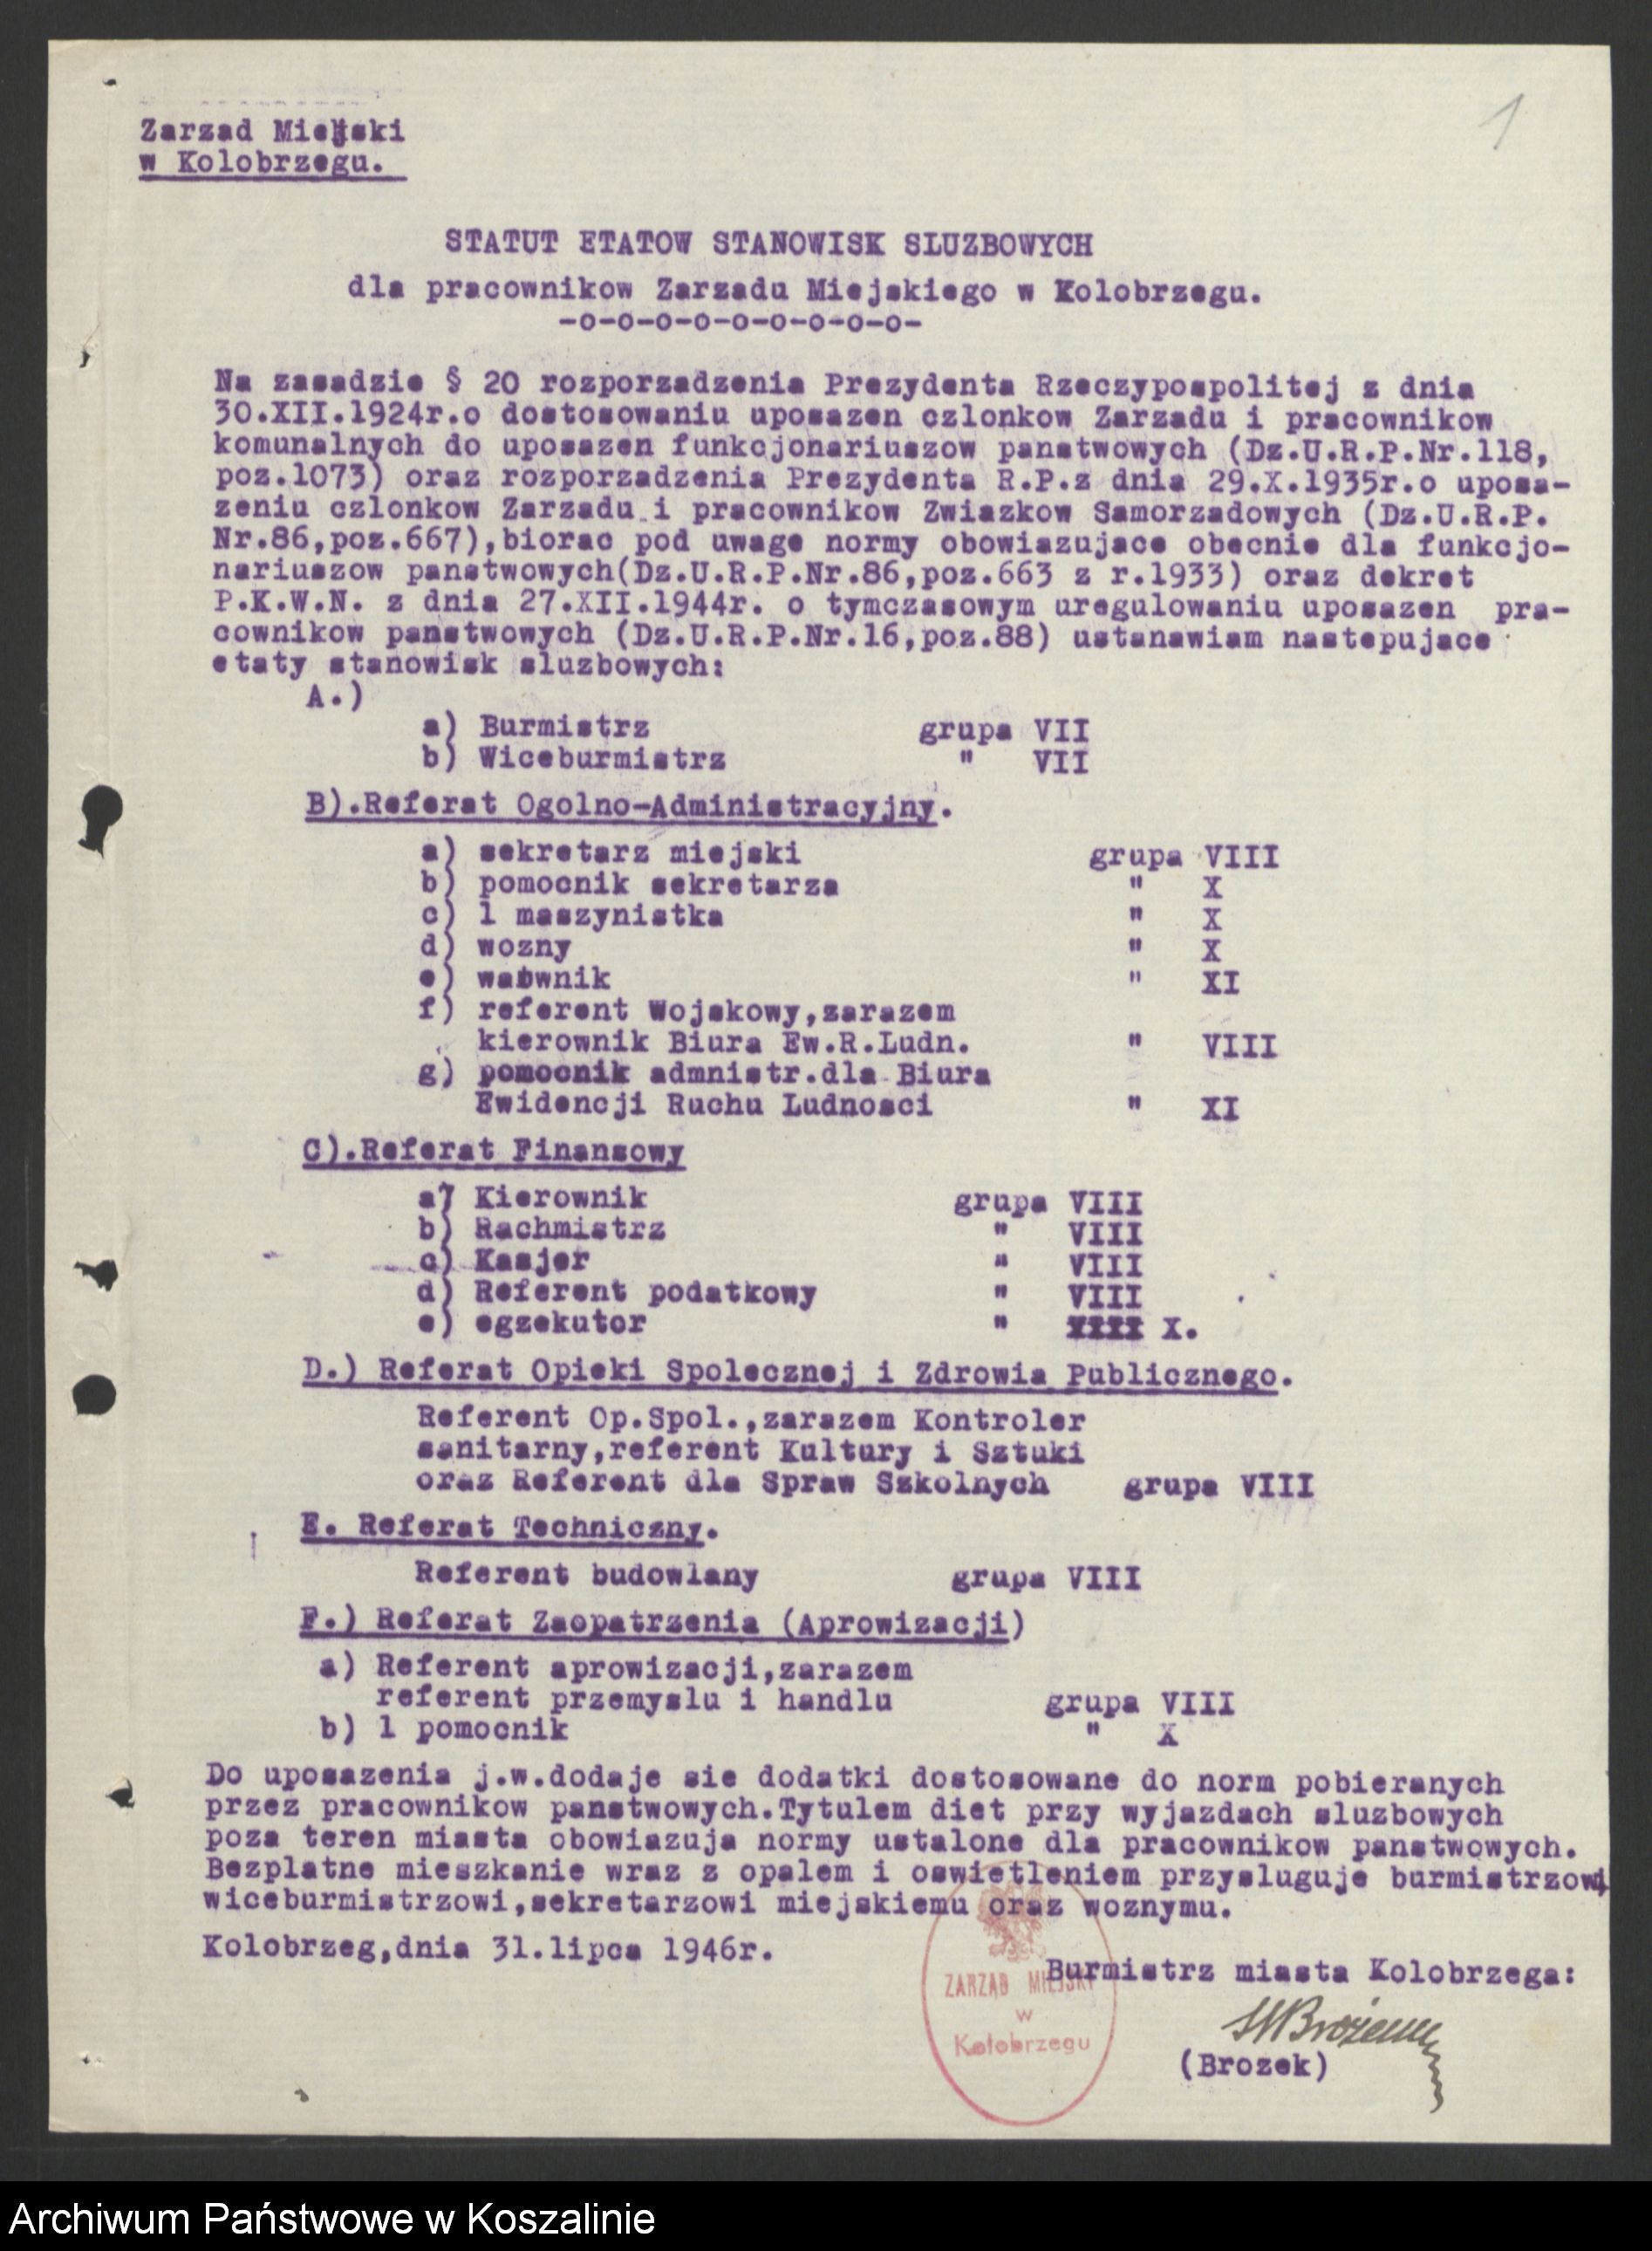 1
Zarzad Miejski
w Kolobrzegu.
STATUT ETATOW STANOWISK SLUZBOWYCH
dla pracownikow Zarzadu Miejskiego w Kolobrzegu.
-o-o-o-o-o-o-o-o-o-
Na zasadzie § 20 rozporzadzenia Prezydenta Rzeczypospolitej z dnia
30.XII.1924r.o dostosowaniu uposazen czlonkow Zarzadu i pracownikow
komunalnych do uposazen funkcjonariuszow panstwowych (Dz.U.R.P.Nr.118,
poz.1073) oraz rozporzadzenia Prezydenta R.P.z dnia 29.X.1935r.o uposa-
zeniu czlonkow Zarzadu i pracownikow Zwiazkow Samorzadowych (Dz.U.R.P.
Nr.86,poz.667),biorac pod uwage normy obowiazujace obecnie dla funkcjo-
nariuszow panstwowych(Dz.U.R.P.Nr.86,poz.663 z r.1933) oraz dekret
P.K.W.N. z dnia 27.XII.1944r. o tymczasowym uregulowaniu uposazen pra-
cownikow panstwowych (Dz.U.R.P.Nr.16,poz.88) ustanawiam nastepujace
etaty stanowisk sluzbowych:
A.)
a) Burmistrz grupa VII
b) Wiceburmistrz " VII
B).Referat Ogolno-Administracyjny.
a) sekretarz miejski grupa VIII
b) pomocnik sekretarza " X
c) 1 maszynistka " X
d) wozny " X
e) " XI
f) referent Wojskowy,zarazem
kierownik Biura Ew.R.Ludn. " VIII
g) pomocnik admnistr.dla Biura
Ewidencji Ruchu Ludnosci " XI
C).Referat Finansowy
a) Kierownik grupa VIII
b) Rachmistrz " VIII
c) Kasjer " VIII
d) Referent podatkowy " VIII
e) egzekutor " X.
D.) Referat Opieki Spolecznej i Zdrowia Publicznego.
Referent Op.Spol.,zarazem Kontroler
sanitarny,referent Kultury i Sztuki
oraz Referent dla Spraw Szkolnych grupa VIII
E. Referat Techniczny.
Referent budowlany grupa VIII
F.) Referat Zaopatrzenia (Aprowizacji)
a) Referent aprowizacji,zarazem
referent przemyslu i handlu grupa VIII
b) 1 pomocnik " X
Do uposazenia j.w.dodaje sie dodatki dostosowane do norm pobieranych
przez pracownikow panstwowych.Tytulem diet przy wyjazdach sluzbowych
poza teren miasta obowiazuja normy ustalone dla pracownikow panstwowych.
Bezplatne mieszkanie wraz z opalem i oswietleniem przysluguje burmistrzowi,
wiceburmistrzowi,sekretarzowi miejskiemu oraz woznymu.
Kolobrzeg,dnia 31.lipca 1946r.
Burmistrz miasta Kolobrzega:
ZARZĄD MIEJSKI
w
Kołobrzegu
(Brozek)
Archiwum Państwowe w Koszalinie